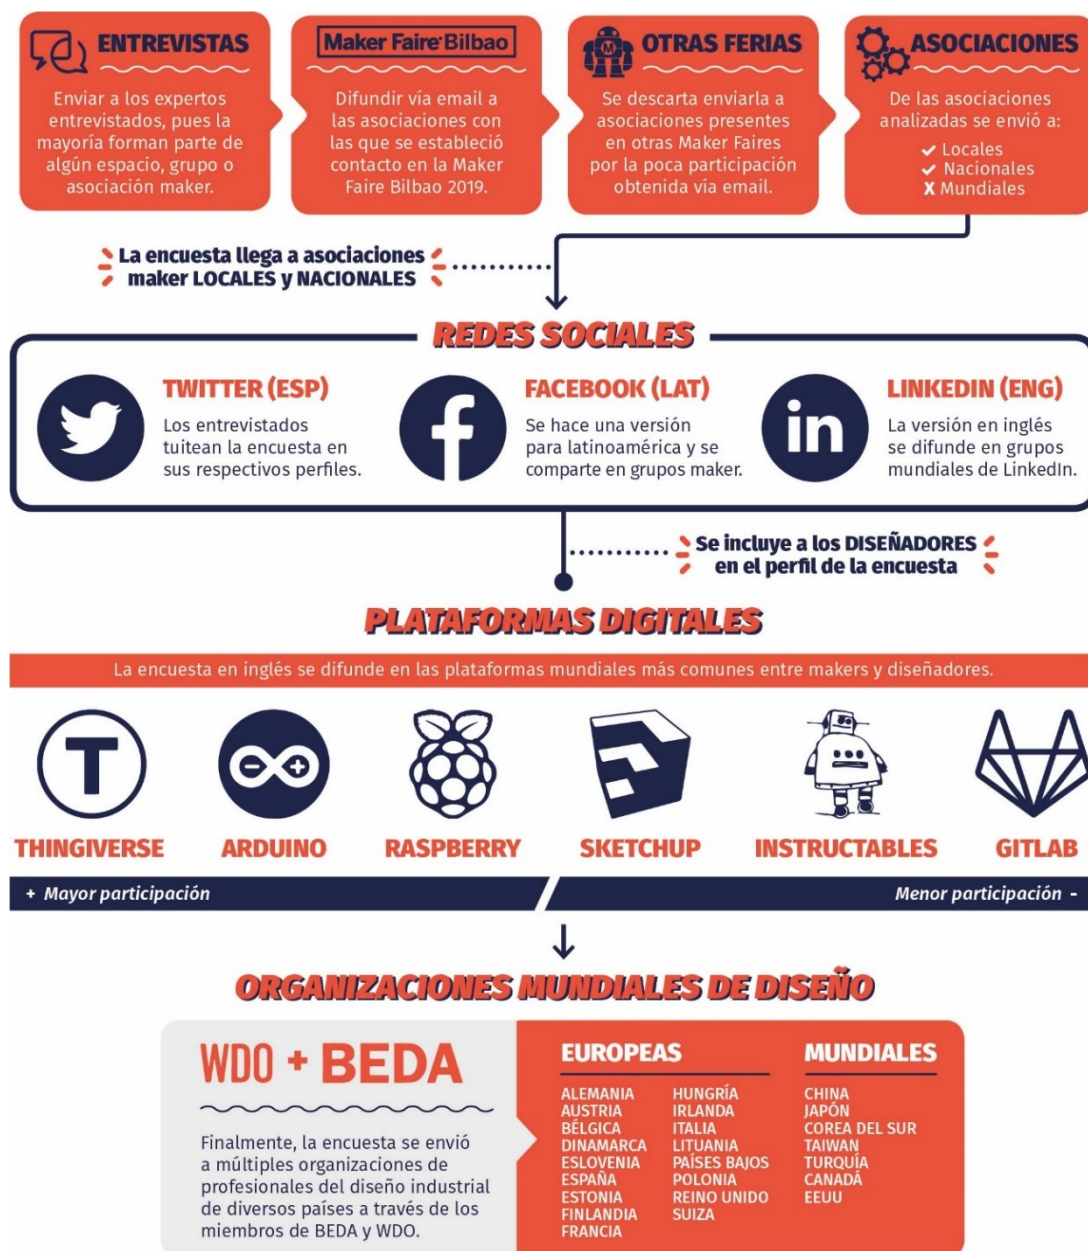 ENTREVISTAS
Enviar a los expertos
entrevistados, pues la
mayoría forman parte de
algún espacio, grupo o
asociación maker.
Maker Faire Bilbao
Difundir vía email a
las asociaciones con
las que se estableció
contacto en la Maker
Faire Bilbao 2019.
M
OTRAS FERIAS
Se descarta enviarla a
asociaciones presentes
en otras Maker Faires
por la poca participación
obtenida vía email.
ASOCIACIONES
De las asociaciones
analizadas se envió a:
✓ Locales
✓ Nacionales
X Mundiales
La encuesta llega a asociaciones
maker LOCALES y NACIONALES
REDES SOCIALES
TWITTER (ESP)
Los entrevistados
tuitean la encuesta en
sus respectivos perfiles.
f
FACEBOOK (LAT)
Se hace una versión
para latinoamérica y se
comparte en grupos maker.
in
LINKEDIN (ENG)
La versión en inglés
se difunde en grupos
mundiales de LinkedIn.
Se incluye a los DISEÑADORES
en el perfil de la encuesta
PLATAFORMAS DIGITALES
La encuesta en inglés se difunde en las plataformas mundiales más comunes entre makers y diseñadores.
T
THINGIVERSE
ARDUINO
RASPBERRY
SKETCHUP
INSTRUCTABLES
GITLAB
+ Mayor participación
Menor participación -
ORGANIZACIONES MUNDIALES DE DISEÑO
WDO + BEDA
Finalmente, la encuesta se envió
a múltiples organizaciones de
profesionales del diseño industrial
de diversos países a través de los
miembros de BEDA y WDO.
EUROPEAS
ALEMANIA
AUSTRIA
BÉLGICA
DINAMARCA
ESLOVENIA
ESPAÑA
ESTONIA
FINLANDIA
FRANCIA
HUNGRÍA
IRLANDA
ITALIA
LITUANIA
PAÍSES BAJOS
POLONIA
REINO UNIDO
SUIZA
MUNDIALES
CHINA
JAPÓN
COREA DEL SUR
TAIWAN
TURQUÍA
CANADÁ
EEUU